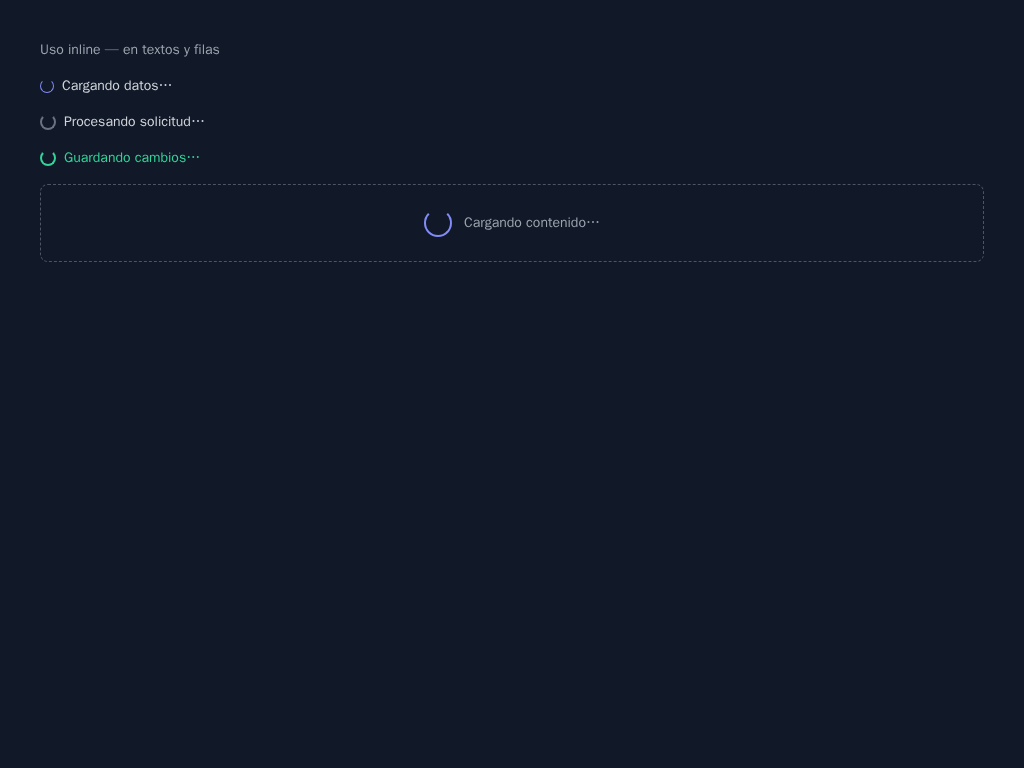 Uso inline — en textos y filas
Cargando datos…
Procesando solicitud…
Guardando cambios…
Cargando contenido…